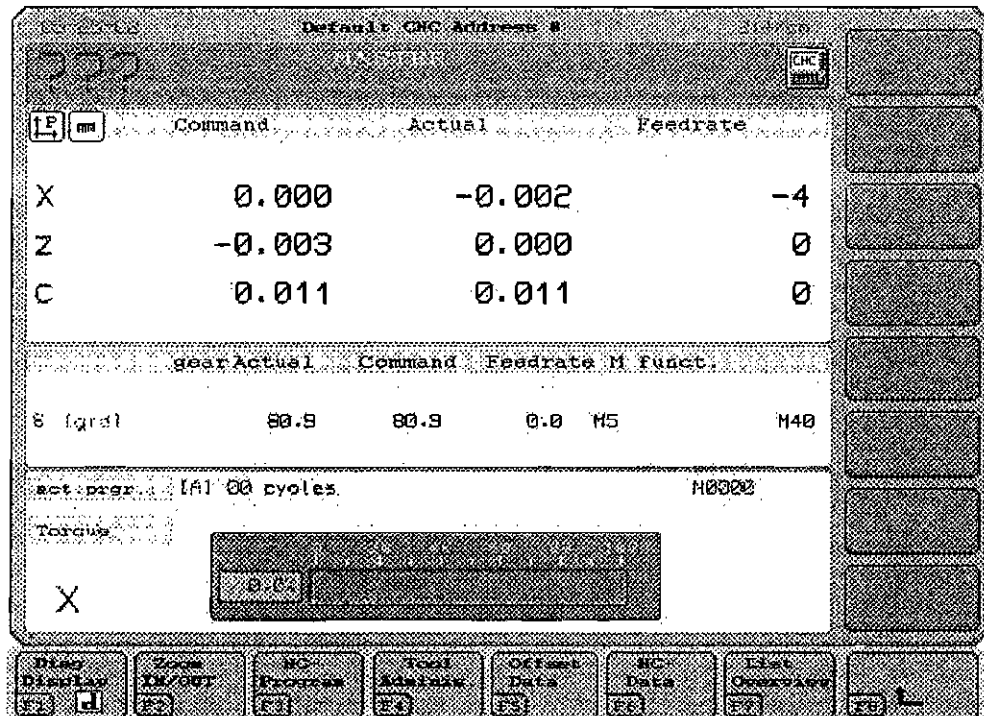 Default CNC Address #
CNC
P Command Actual Feedrate
X 0.000 -0.002 -4
Z -0.003 0.000 0
C 0.011 0.011 0
gear Actual Command Feedrate M funct.
S [grd] 80.9 80.9 0.0 M5 M40
act.prgr. [A] 00 cycles N0000
Torque
X
Diag Display F1 d
Zoom IN/OUT F2
NC-Program F3
Tool Adminis. F4
Offset Data F5
NC-Data F6
List Overview F7
F8